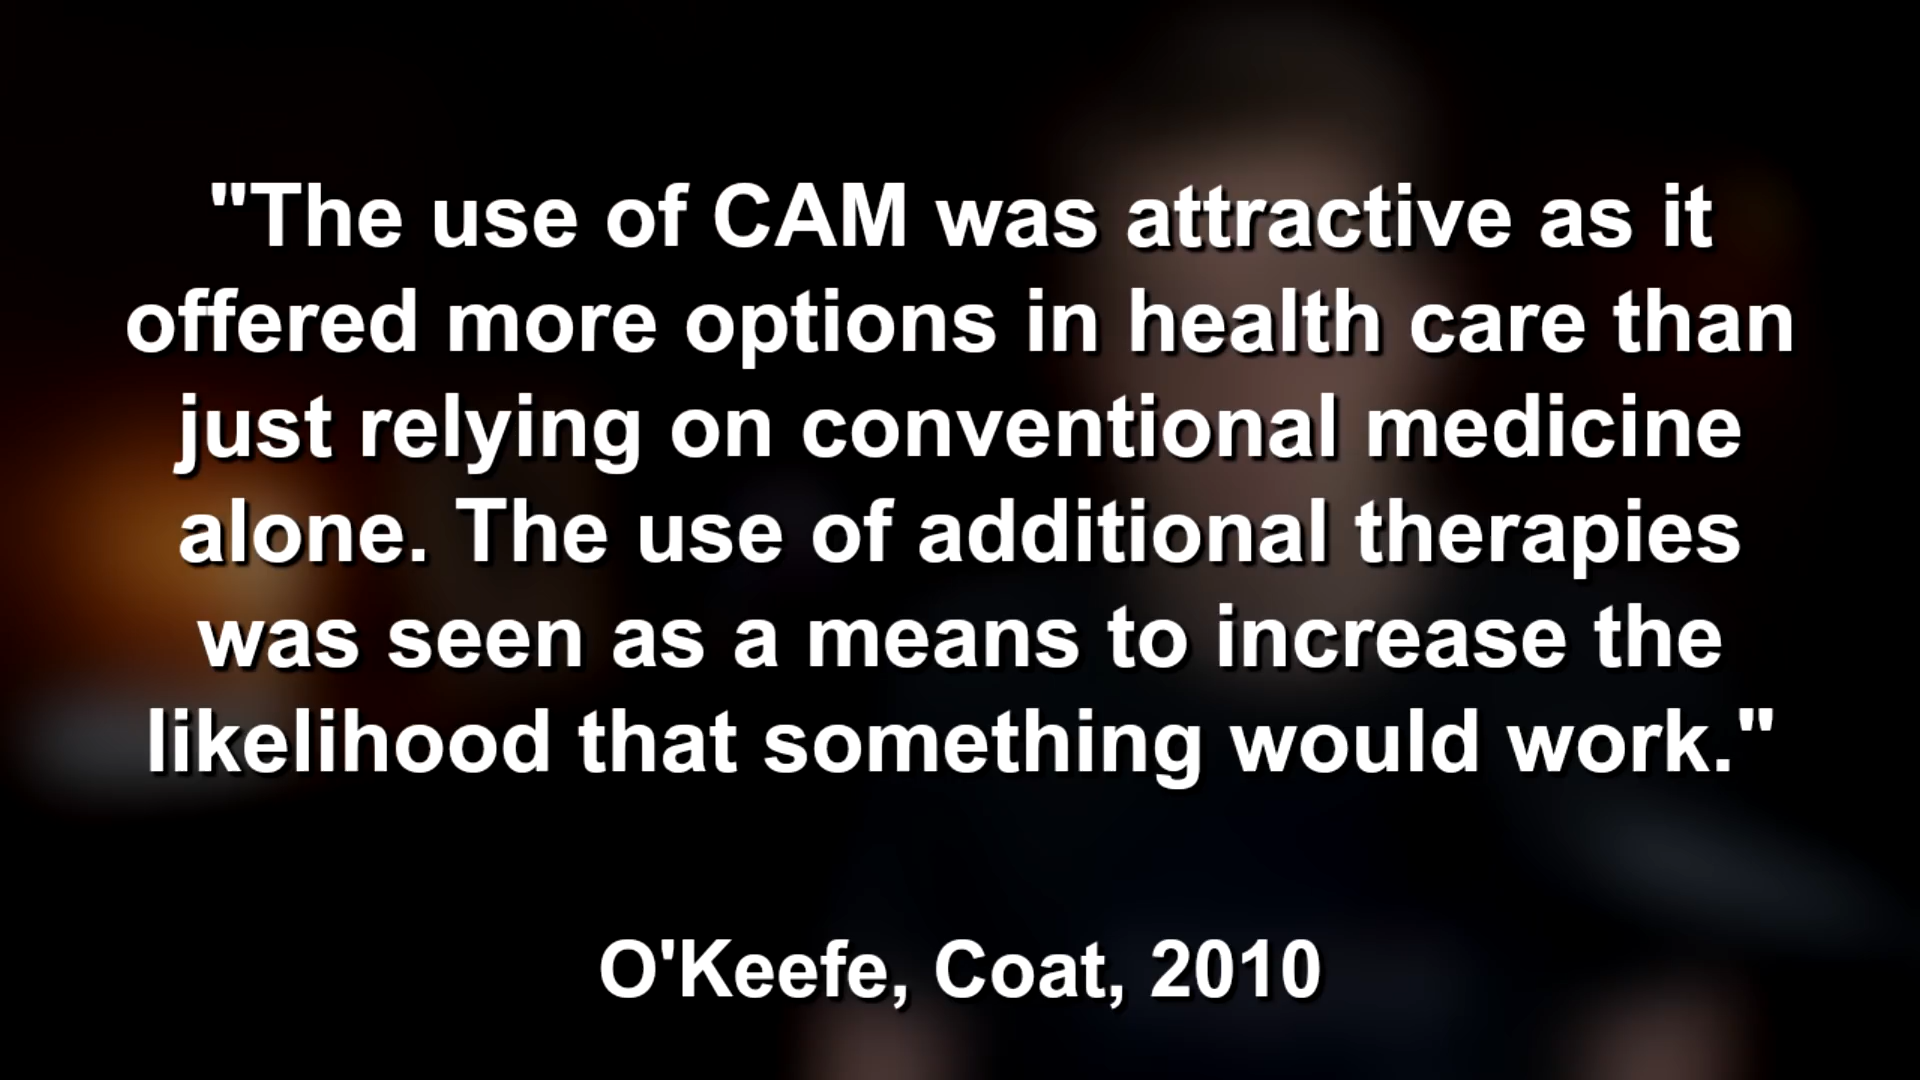 "The use of CAM was attractive as it
offered more options in health care than
just relying on conventional medicine
alone. The use of additional therapies
was seen as a means to increase the
likelihood that something would work."
O'Keefe, Coat, 2010